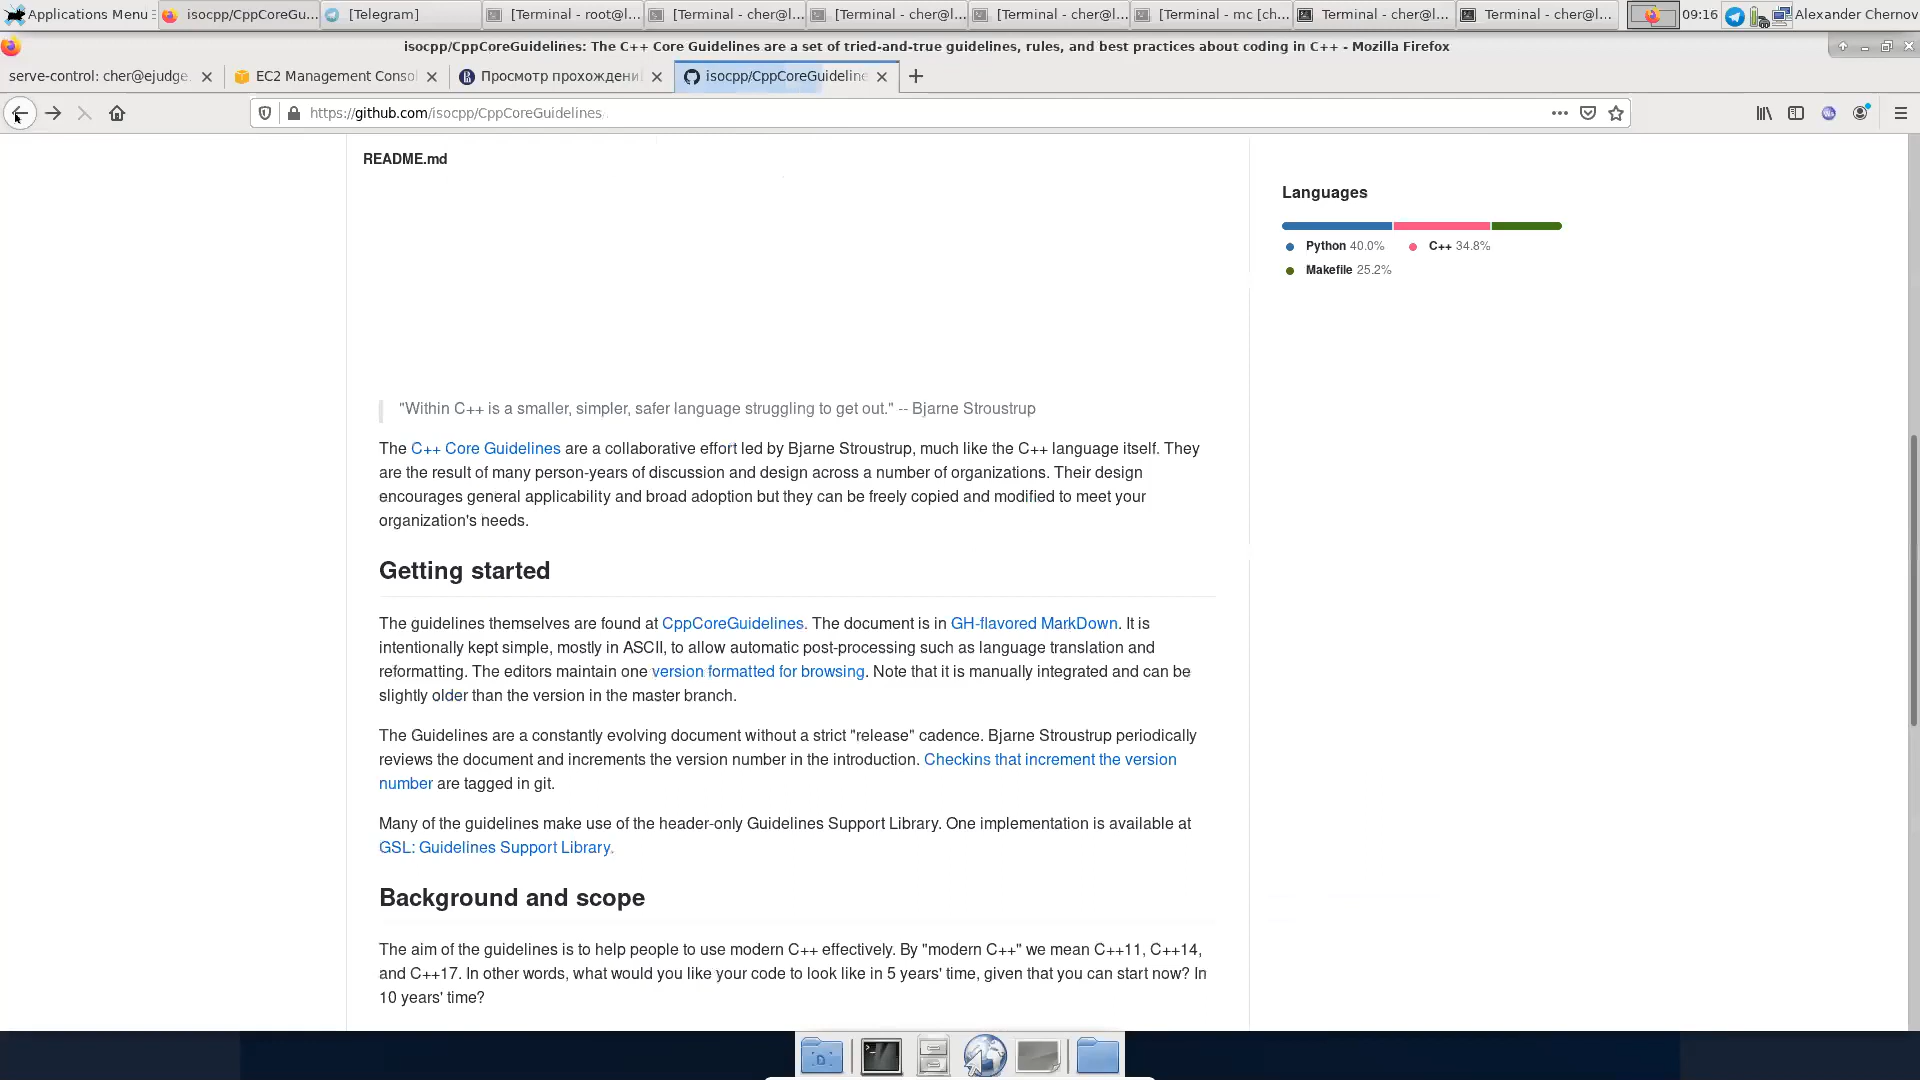 Applications Menu
isocpp/CppCoreGu...
[Telegram]
[Terminal - root@l...
[Terminal - cher@l...
[Terminal - cher@l...
[Terminal - cher@l...
[Terminal - mc [ch...
Terminal - cher@l...
Terminal - cher@l...
09:16
Alexander Chernov
isocpp/CppCoreGuidelines: The C++ Core Guidelines are a set of tried-and-true guidelines, rules, and best practices about coding in C++ - Mozilla Firefox
serve-control: cher@ejudge.
EC2 Management Consol
Просмотр прохождени
isocpp/CppCoreGuideline
https://github.com/isocpp/CppCoreGuidelines
README.md
Languages
Python 40.0%
C++ 34.8%
Makefile 25.2%
"Within C++ is a smaller, simpler, safer language struggling to get out." -- Bjarne Stroustrup
The C++ Core Guidelines are a collaborative effort led by Bjarne Stroustrup, much like the C++ language itself. They
are the result of many person-years of discussion and design across a number of organizations. Their design
encourages general applicability and broad adoption but they can be freely copied and modified to meet your
organization's needs.
Getting started
The guidelines themselves are found at CppCoreGuidelines. The document is in GH-flavored MarkDown. It is
intentionally kept simple, mostly in ASCII, to allow automatic post-processing such as language translation and
reformatting. The editors maintain one version formatted for browsing. Note that it is manually integrated and can be
slightly older than the version in the master branch.
The Guidelines are a constantly evolving document without a strict "release" cadence. Bjarne Stroustrup periodically
reviews the document and increments the version number in the introduction. Checkins that increment the version
number are tagged in git.
Many of the guidelines make use of the header-only Guidelines Support Library. One implementation is available at
GSL: Guidelines Support Library.
Background and scope
The aim of the guidelines is to help people to use modern C++ effectively. By "modern C++" we mean C++11, C++14,
and C++17. In other words, what would you like your code to look like in 5 years' time, given that you can start now? In
10 years' time?